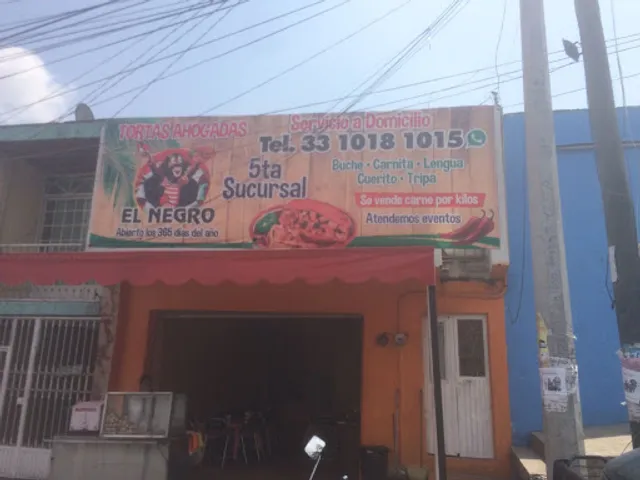 TORTAS AHOGADAS
EL NEGRO
Abierto los 365 dias del año
5ta
Sucursal
Servicio a Domicilio
Tel. 33 1018 1015
Buche • Carnita • Lengua
Cuerito • Tripa
Se vende carne por kilos
Atendemos eventos